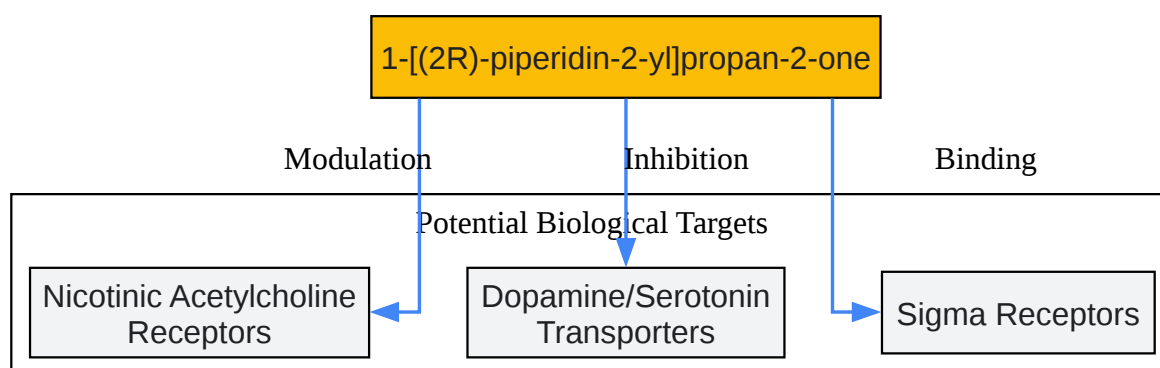 1-[(2R)-piperidin-2-yl]propan-2-one
Modulation
Inhibition
Binding
Potential Biological Targets
Nicotinic Acetylcholine
Receptors
Dopamine/Serotonin
Transporters
Sigma Receptors